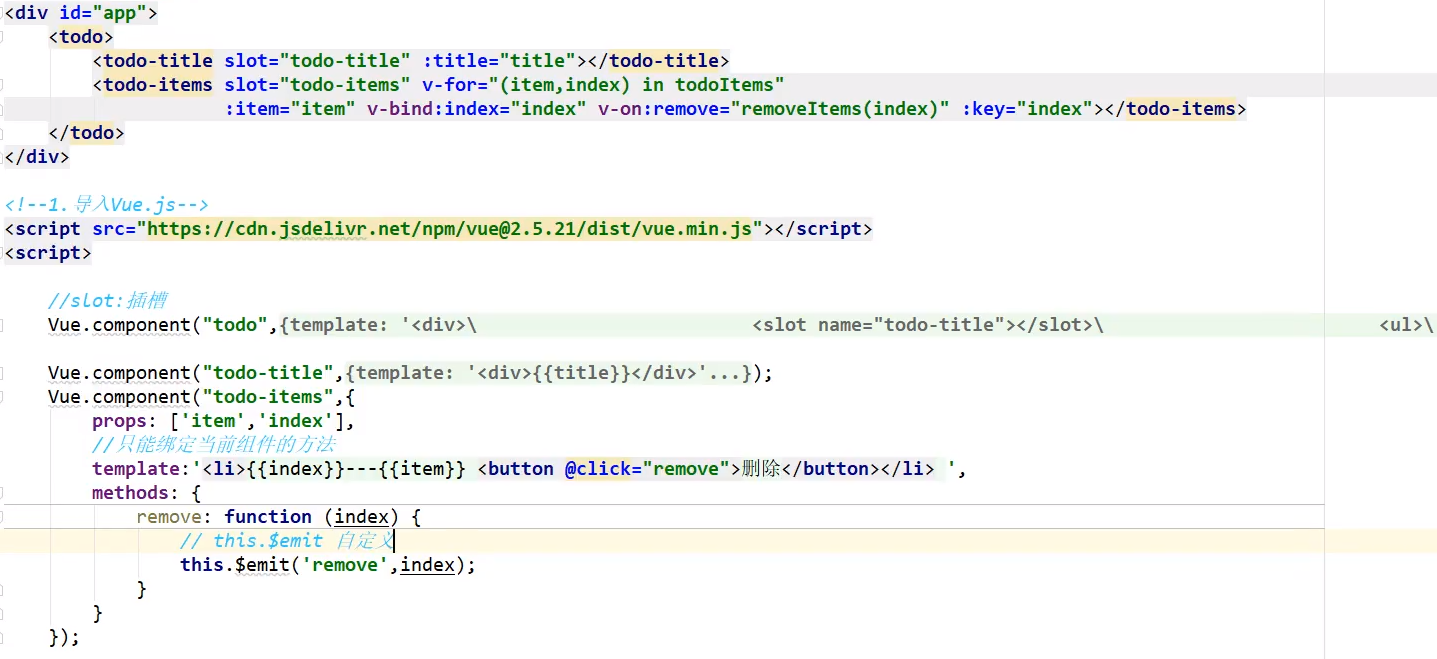 <div id="app">
    <todo>
        <todo-title slot="todo-title" :title="title"></todo-title>
        <todo-items slot="todo-items" v-for="(item,index) in todoItems"
                    :item="item" v-bind:index="index" v-on:remove="removeItems(index)" :key="index"></todo-items>
    </todo>
</div>
<!--1.导入Vue.js-->
<script src="https://cdn.jsdelivr.net/npm/vue@2.5.21/dist/vue.min.js"></script>
<script>
    //slot:插槽
    Vue.component("todo",{template: '<div>\                         <slot name="todo-title"></slot>\                         <ul>\
    Vue.component("todo-title",{template: '<div>{{title}}</div>'...});
    Vue.component("todo-items",{
        props: ['item','index'],
        //只能绑定当前组件的方法
        template:'<li>{{index}}---{{item}} <button @click="remove">删除</button></li> ',
        methods: {
            remove: function (index) {
                // this.$emit 自定义
                this.$emit('remove',index);
            }
        }
    });